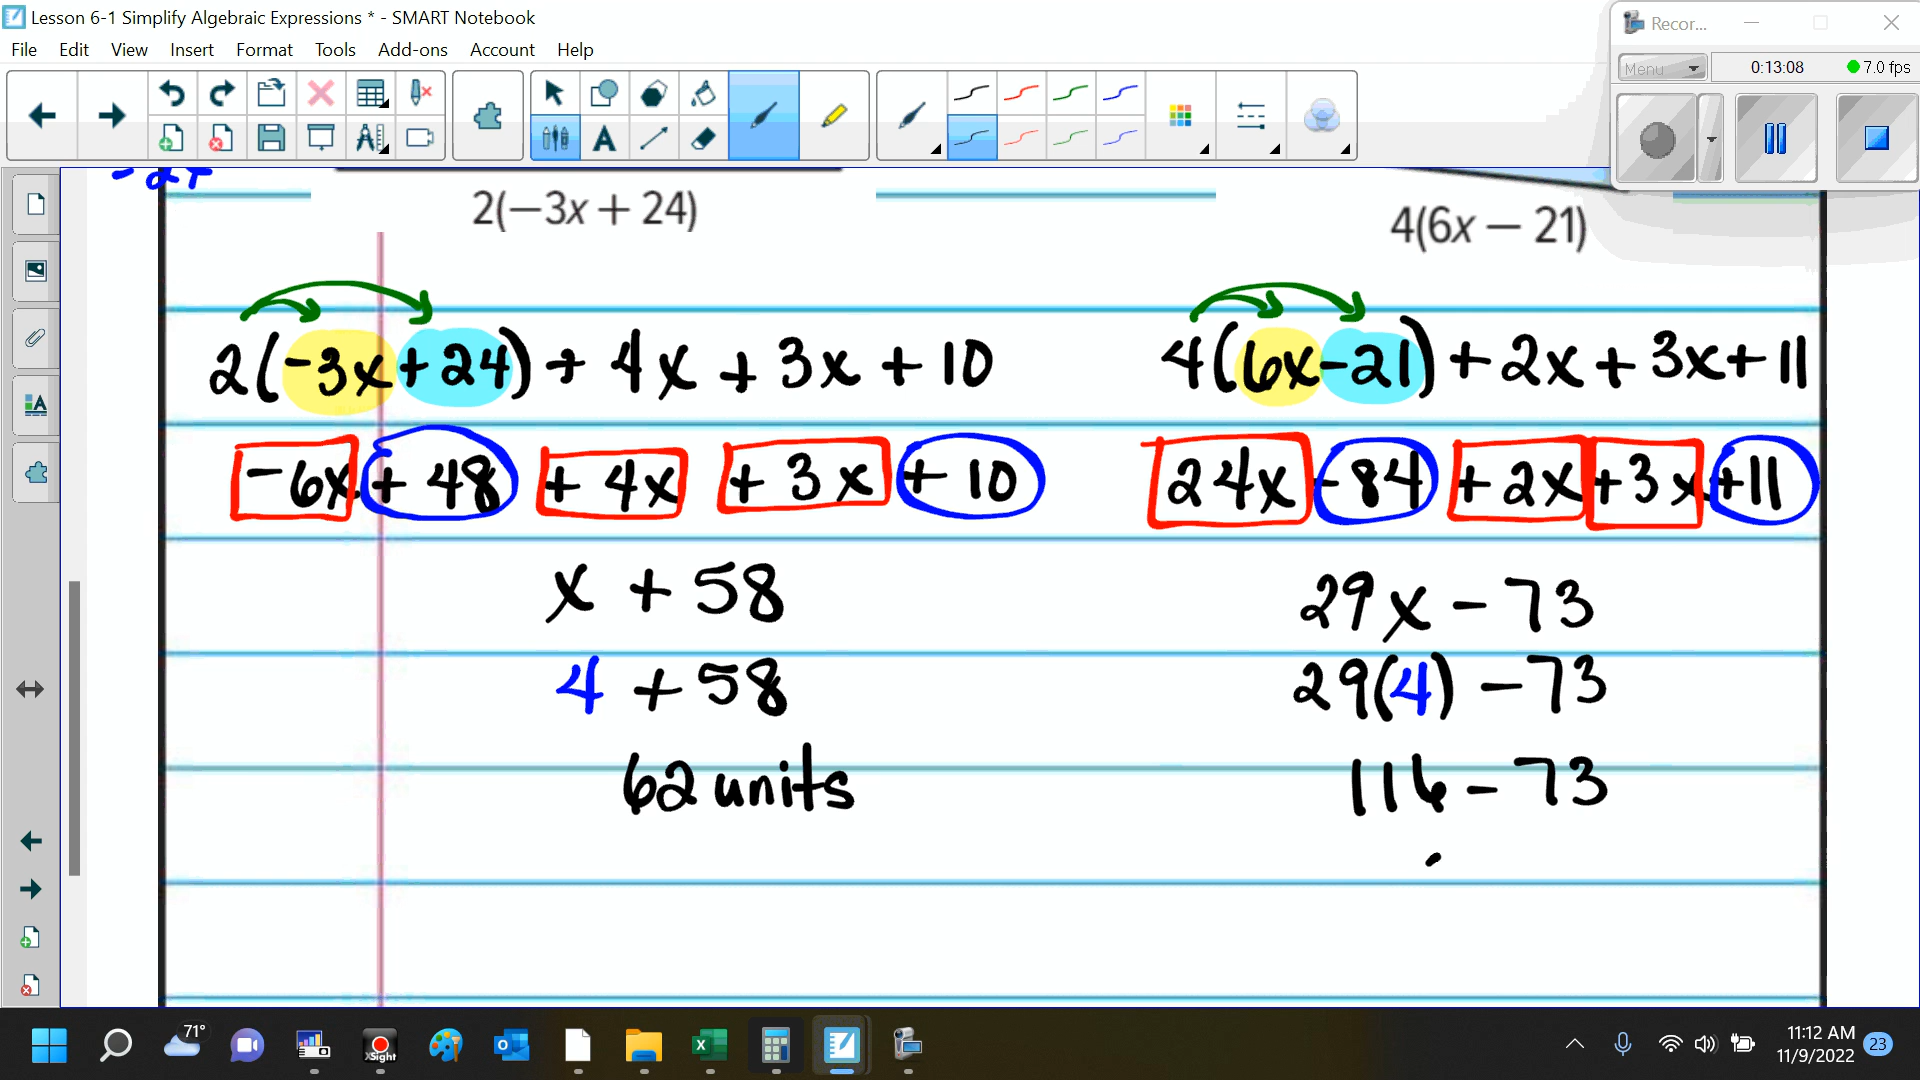 Lesson 6-1 Simplify Algebraic Expressions * - SMART Notebook
File Edit View Insert Format Tools Add-ons Account Help
Recor...
Menu 0:13:08 7.0 fps
2(−3x + 24)
4(6x − 21)
2(-3x+24) + 4x + 3x + 10
-6x + 48 + 4x + 3x + 10
x + 58
4 + 58
62 units
4(6x-21) + 2x + 3x + 11
24x - 84 + 2x + 3x + 11
29x - 73
29(4) - 73
116 - 73
71°
XSight
11:12 AM
11/9/2022
23